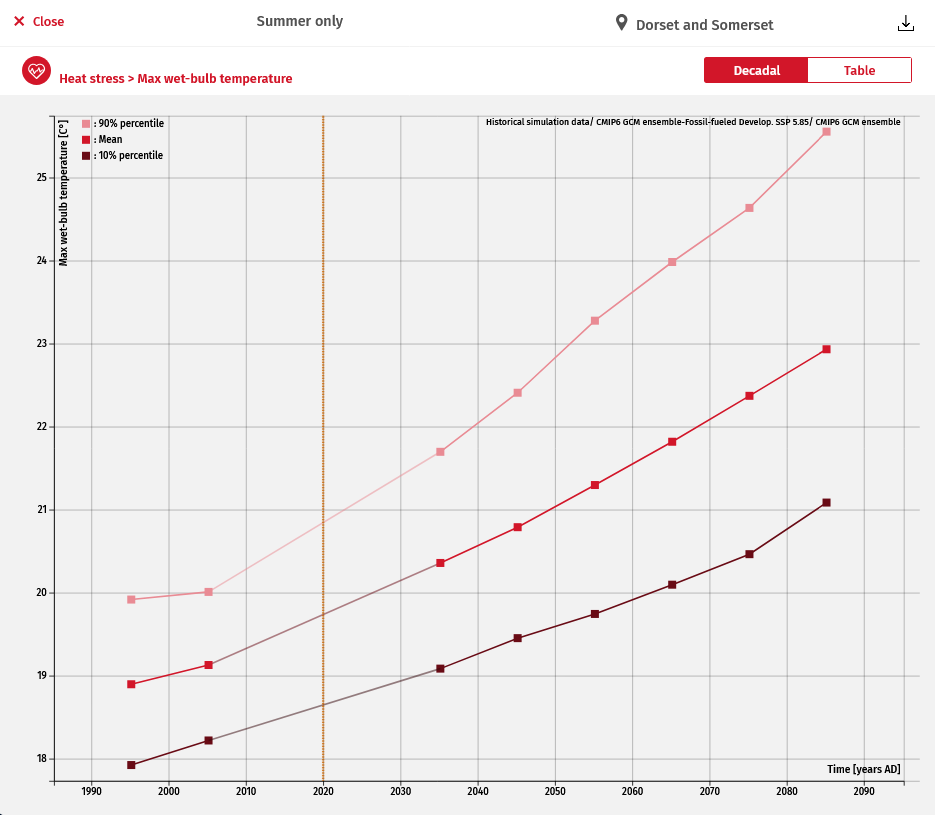 ✕ Close
Summer only
Dorset and Somerset
Heat stress > Max wet-bulb temperature
Decadal
Table
Max wet-bulb temperature [C°]
: 90% percentile
: Mean
: 10% percentile
Historical simulation data/ CMIP6 GCM ensemble-Fossil-fueled Develop. SSP 5.85/ CMIP6 GCM ensemble
25
24
23
22
21
20
19
18
Time [years AD]
1990 2000 2010 2020 2030 2040 2050 2060 2070 2080 2090